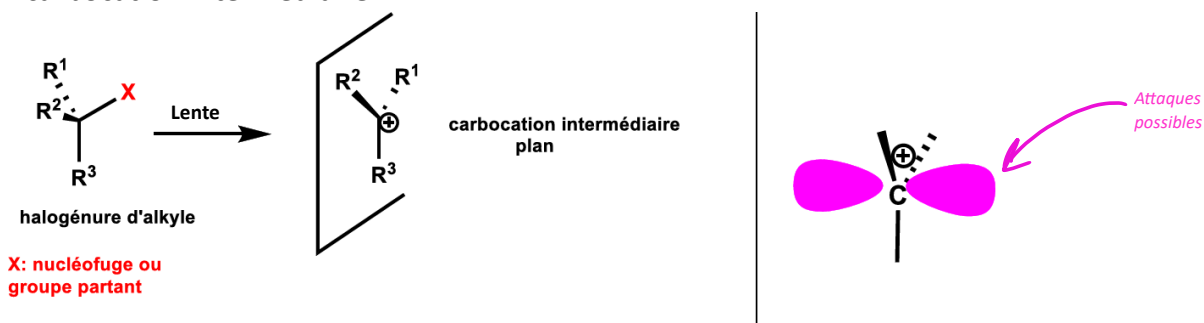 R¹
X
R²
R³
Lente
R²
R¹
R³
carbocation intermédiaire
plan
halogénure d'alkyle
X: nucléofuge ou
groupe partant
Attaques
possibles
C